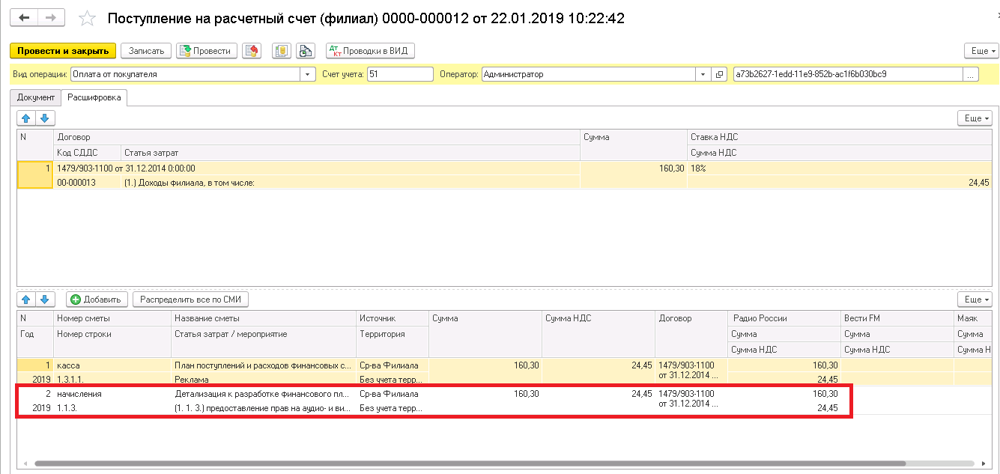 Поступление на расчетный счет (филиал) 0000-000012 от 22.01.2019 10:22:42
Провести и закрыть Записать Провести Дт Кт Проводки в ВИД Еще
Вид операции: Оплата от покупателя Счет учета: 51 Оператор: Администратор a73b2627-1edd-11e9-852b-ac1f6b030bc9 ...
Документ Расшифровка
Еще
N Договор Сумма Ставка НДС
Код СДДС Статья затрат Сумма НДС
1 1479/903-1100 от 31.12.2014 0:00:00 160,30 18%
00-000013 (1.) Доходы филиала, в том числе: 24,45
Добавить Распределить все по СМИ Еще
N Номер сметы Название сметы Источник Сумма Сумма НДС Договор Радио России Вести FM Маяк
Год Номер строки Статья затрат / мероприятие Территория Сумма Сумма Сумма
Сумма НДС Сумма НДС Сумма Н
1 касса План поступлений и расходов финансовых с... Ср-ва Филиала 160,30 24,45 1479/903-1100 160,30
2019 1.3.1.1. Реклама Без учета терр... от 31.12.2014 ... 24,45
2 начисления Детализация к разработке финансового пл... Ср-ва Филиала 160,30 24,45 1479/903-1100 160,30
2019 1.1.3. (1. 1. 3.) предоставление прав на аудио- и ви... Без учета терр... от 31.12.2014 ... 24,45